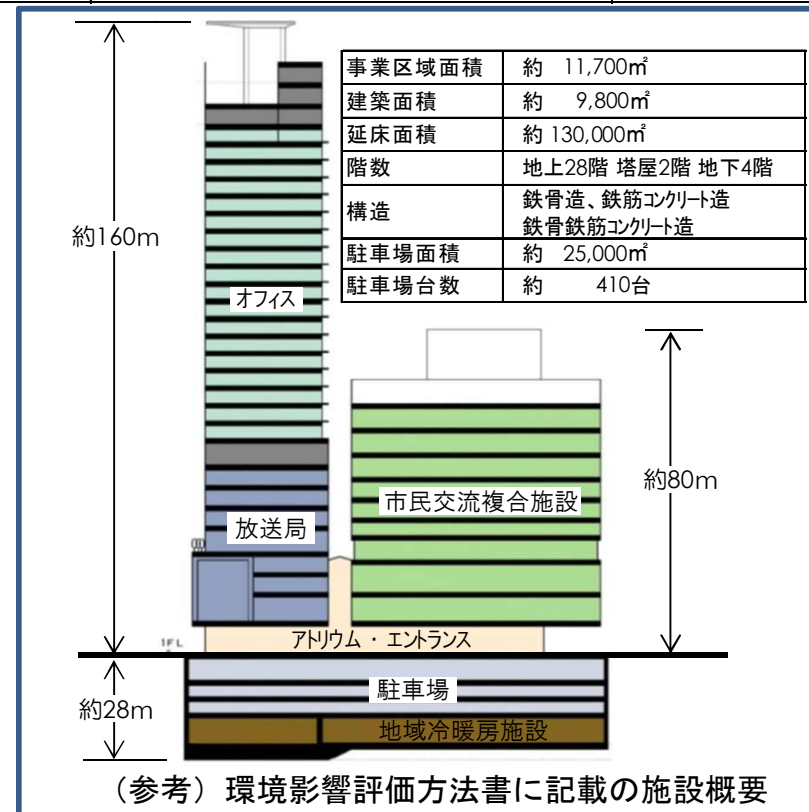 事業区域面積 約 11,700㎡
建築面積 約 9,800㎡
延床面積 約 130,000㎡
階数 地上28階 塔屋2階 地下4階
構造 鉄骨造、鉄筋コンクリート造
鉄骨鉄筋コンクリート造
駐車場面積 約 25,000㎡
駐車場台数 約 410台
約160m
オフィス
約80m
市民交流複合施設
放送局
アトリウム・エントランス
1FL
駐車場
約28m
地域冷暖房施設
（参考）環境影響評価方法書に記載の施設概要